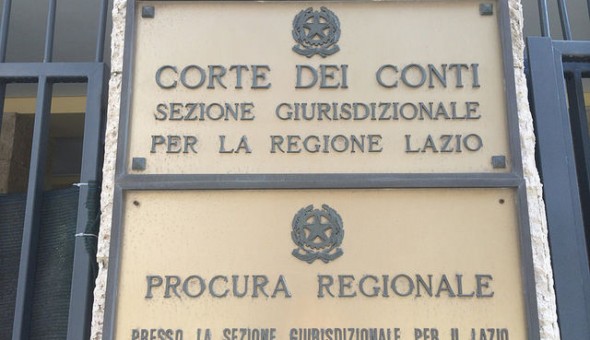 CORTE DEI CONTI
SEZIONE GIURISDIZIONALE
PER LA REGIONE LAZIO
PROCURA REGIONALE
PRESSO LA SEZIONE GIURISDIZIONALE PER IL LAZIO